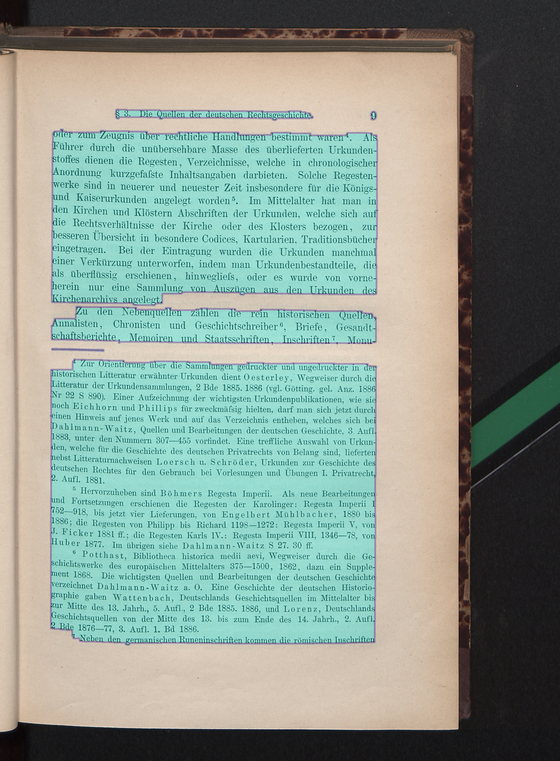 § 3. Die Quellen der deutschen Rechtsgeschichte. 9
oder zum Zeugnis über rechtliche Handlungen bestimmt waren⁴. Als
Führer durch die unübersehbare Masse des überlieferten Urkunden-
stoffes dienen die Regesten, Verzeichnisse, welche in chronologischer
Anordnung kurzgefaſste Inhaltsangaben darbieten. Solche Regesten-
werke sind in neuerer und neuester Zeit insbesondere für die Königs-
und Kaiserurkunden angelegt worden⁵. Im Mittelalter hat man in
den Kirchen und Klöstern Abschriften der Urkunden, welche sich auf
die Rechtsverhältnisse der Kirche oder des Klosters bezogen, zur
besseren Übersicht in besondere Codices, Kartularien, Traditionsbücher
eingetragen. Bei der Eintragung wurden die Urkunden manchmal
einer Verkürzung unterworfen, indem man Urkundenbestandteile, die
als überflüssig erschienen, hinwegliefs, oder es wurde von vorne-
herein nur eine Sammlung von Auszügen aus den Urkunden des
Kirchenarchivs angelegt.
Zu den Nebenquellen zählen die rein historischen Quellen,
Annalisten, Chronisten und Geschichtschreiber⁶, Briefe, Gesandt-
schaftsberichte, Memoiren und Staatsschriften, Inschriften⁷, Monu-
⁴ Zur Orientierung über die Sammlungen gedruckter und ungedruckter in der
historischen Litteratur erwähnter Urkunden dient Oesterley, Wegweiser durch die
Litteratur der Urkundensammlungen, 2 Bde 1885. 1886 (vgl. Götting. gel. Anz. 1886
Nr 22 S 890). Einer Aufzeichnung der wichtigsten Urkundenpublikationen, wie sie
noch Eichhorn und Phillips für zweckmäſsig hielten, darf man sich jetzt durch
einen Hinweis auf jenes Werk und auf das Verzeichnis entheben, welches sich bei
Dahlmann-Waitz, Quellen und Bearbeitungen der deutschen Geschichte, 3. Aufl.
1883, unter den Nummern 307—455 vorfindet. Eine treffliche Auswahl von Urkun-
den, welche für die Geschichte des deutschen Privatrechts von Belang sind, lieferten
nebst Litteraturnachweisen Loersch u. Schröder, Urkunden zur Geschichte des
deutschen Rechtes für den Gebrauch bei Vorlesungen und Übungen I. Privatrecht,
2. Aufl. 1881.
⁵ Hervorzuheben sind Böhmers Regesta Imperii. Als neue Bearbeitungen
und Fortsetzungen erschienen die Regesten der Karolinger: Regesta Imperii I
752—918, bis jetzt vier Lieferungen, von Engelbert Mühlbacher, 1880 bis
1886; die Regesten von Philipp bis Richard 1198—1272: Regesta Imperii V, von
J. Ficker 1881 ff.; die Regesten Karls IV.: Regesta Imperii VIII, 1346—78, von
Huber 1877. Im übrigen siehe Dahlmann-Waitz S 27. 30 ff.
⁶ Potthast, Bibliotheca historica medii aevi, Wegweiser durch die Ge-
schichtswerke des europäischen Mittelalters 375—1500, 1862, dazu ein Supple-
ment 1868. Die wichtigsten Quellen und Bearbeitungen der deutschen Geschichte
verzeichnet Dahlmann-Waitz a. O. Eine Geschichte der deutschen Historio-
graphie gaben Wattenbach, Deutschlands Geschichtsquellen im Mittelalter bis
zur Mitte des 13. Jahrh., 5. Aufl., 2 Bde 1885. 1886, und Lorenz, Deutschlands
Geschichtsquellen von der Mitte des 13. bis zum Ende des 14. Jahrh., 2. Aufl.
2 Bde 1876—77, 3. Aufl. 1. Bd 1886.
⁷ Neben den germanischen Runeninschriften kommen die römischen Inschriften